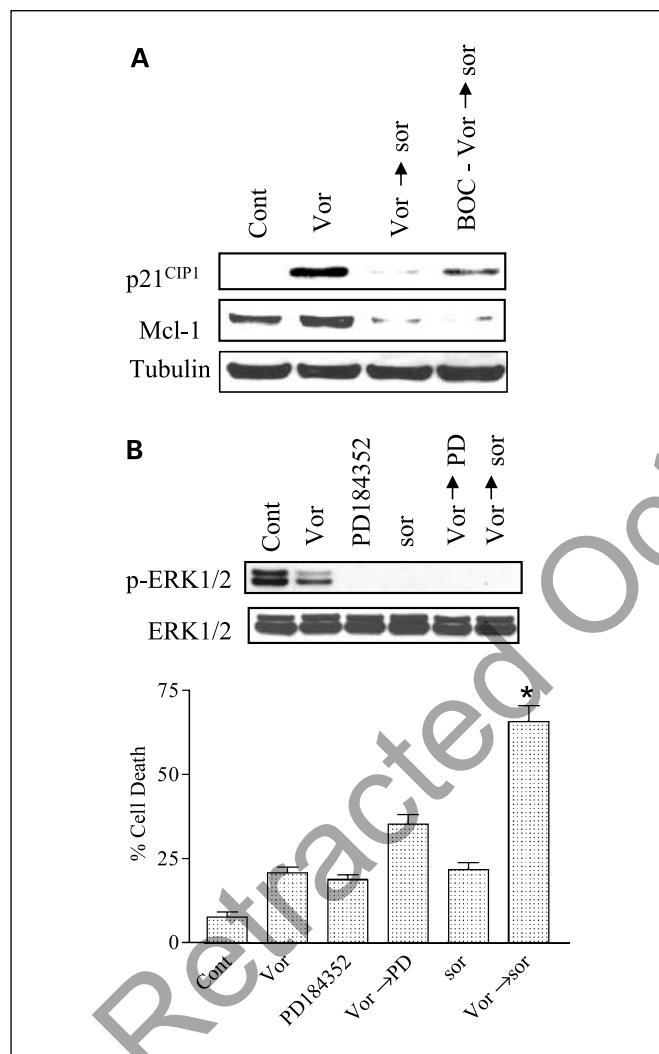 A
Cont
Vor
Vor → sor
BOC - Vor → sor
p21CIP1
Mcl-1
Tubulin
B
Cont
Vor
PD184352
sor
Vor → PD
Vor → sor
p-ERK1/2
ERK1/2
75
50
25
0
% Cell Death
*
Cont
Vor
PD184352
Vor → PD
sor
Vor → sor
Retracted